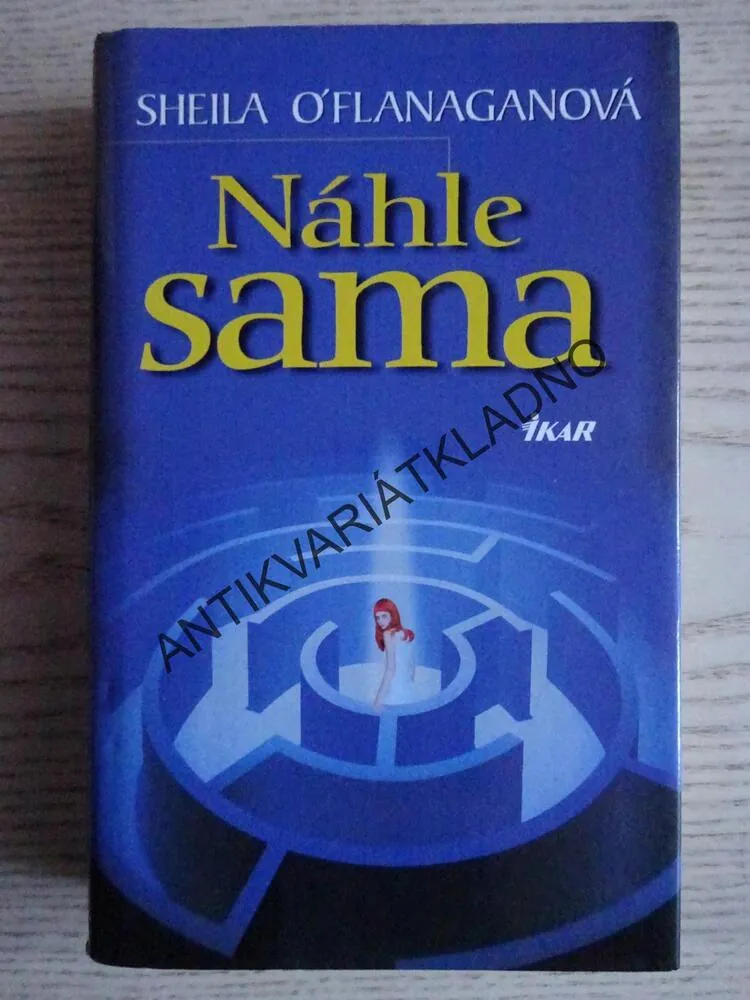 SHEILA O'FLANAGANOVÁ
Náhle
sama
IKAR
ANTIKVARIÁTKLADNO